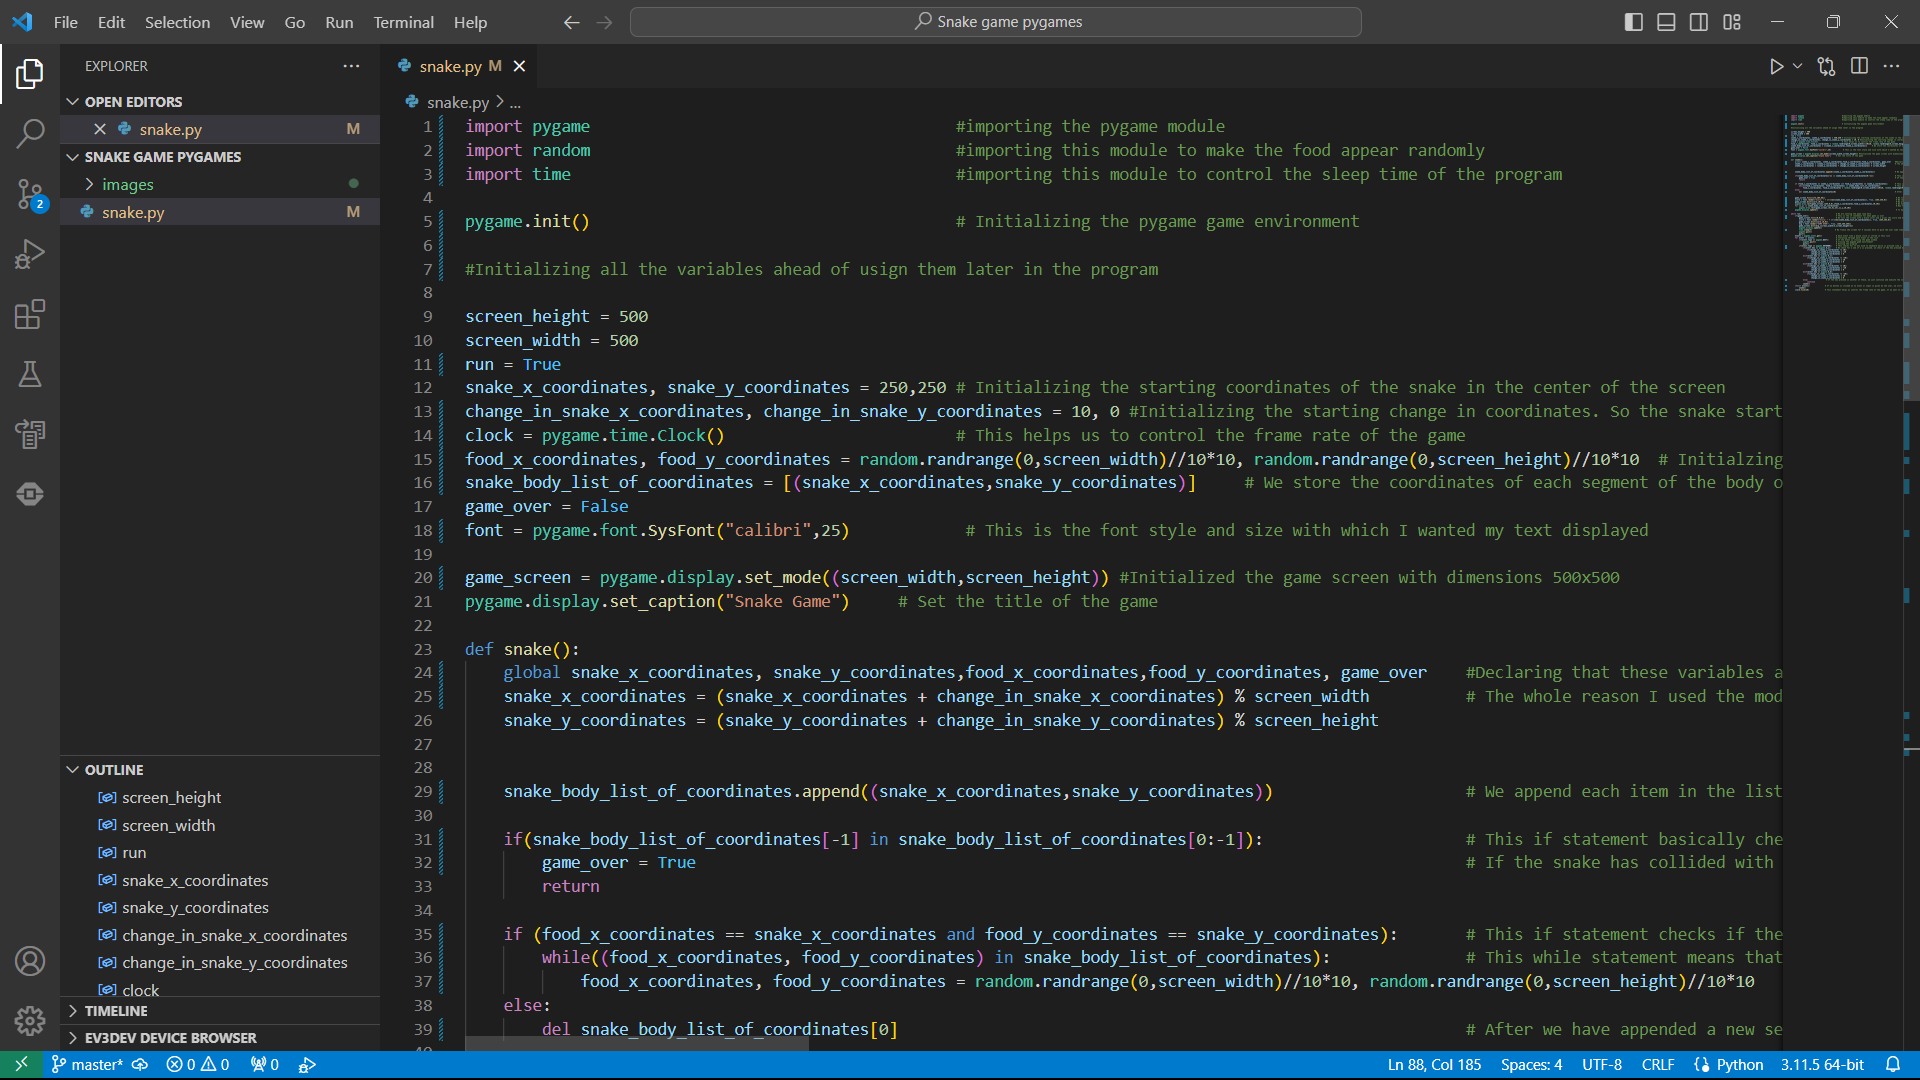 File Edit Selection View Go Run Terminal Help
Snake game pygames
EXPLORER
OPEN EDITORS
snake.py M
SNAKE GAME PYGAMES
images
snake.py M
2
OUTLINE
screen_height
screen_width
run
snake_x_coordinates
snake_y_coordinates
change_in_snake_x_coordinates
change_in_snake_y_coordinates
clock
TIMELINE
EV3DEV DEVICE BROWSER
snake.py M
snake.py > ...
1 import pygame #importing the pygame module
2 import random #importing this module to make the food appear randomly
3 import time #importing this module to control the sleep time of the program
4
5 pygame.init() # Initializing the pygame game environment
6
7 #Initializing all the variables ahead of usign them later in the program
8
9 screen_height = 500
10 screen_width = 500
11 run = True
12 snake_x_coordinates, snake_y_coordinates = 250,250 # Initializing the starting coordinates of the snake in the center of the screen
13 change_in_snake_x_coordinates, change_in_snake_y_coordinates = 10, 0 #Initializing the starting change in coordinates. So the snake start
14 clock = pygame.time.Clock() # This helps us to control the frame rate of the game
15 food_x_coordinates, food_y_coordinates = random.randrange(0,screen_width)//10*10, random.randrange(0,screen_height)//10*10 # Initialzing
16 snake_body_list_of_coordinates = [(snake_x_coordinates,snake_y_coordinates)] # We store the coordinates of each segment of the body o
17 game_over = False
18 font = pygame.font.SysFont("calibri",25) # This is the font style and size with which I wanted my text displayed
19
20 game_screen = pygame.display.set_mode((screen_width,screen_height)) #Initialized the game screen with dimensions 500x500
21 pygame.display.set_caption("Snake Game") # Set the title of the game
22
23 def snake():
24 global snake_x_coordinates, snake_y_coordinates,food_x_coordinates,food_y_coordinates, game_over #Declaring that these variables a
25 snake_x_coordinates = (snake_x_coordinates + change_in_snake_x_coordinates) % screen_width # The whole reason I used the mod
26 snake_y_coordinates = (snake_y_coordinates + change_in_snake_y_coordinates) % screen_height
27
28
29 snake_body_list_of_coordinates.append((snake_x_coordinates,snake_y_coordinates)) # We append each item in the list
30
31 if(snake_body_list_of_coordinates[-1] in snake_body_list_of_coordinates[0:-1]): # This if statement basically che
32 game_over = True # If the snake has collided with
33 return
34
35 if (food_x_coordinates == snake_x_coordinates and food_y_coordinates == snake_y_coordinates): # This if statement checks if the
36 while((food_x_coordinates, food_y_coordinates) in snake_body_list_of_coordinates): # This while statement means that
37 food_x_coordinates, food_y_coordinates = random.randrange(0,screen_width)//10*10, random.randrange(0,screen_height)//10*10
38 else:
39 del snake_body_list_of_coordinates[0] # After we have appended a new se
master* 0 0 0 Ln 88, Col 185 Spaces: 4 UTF-8 CRLF Python 3.11.5 64-bit